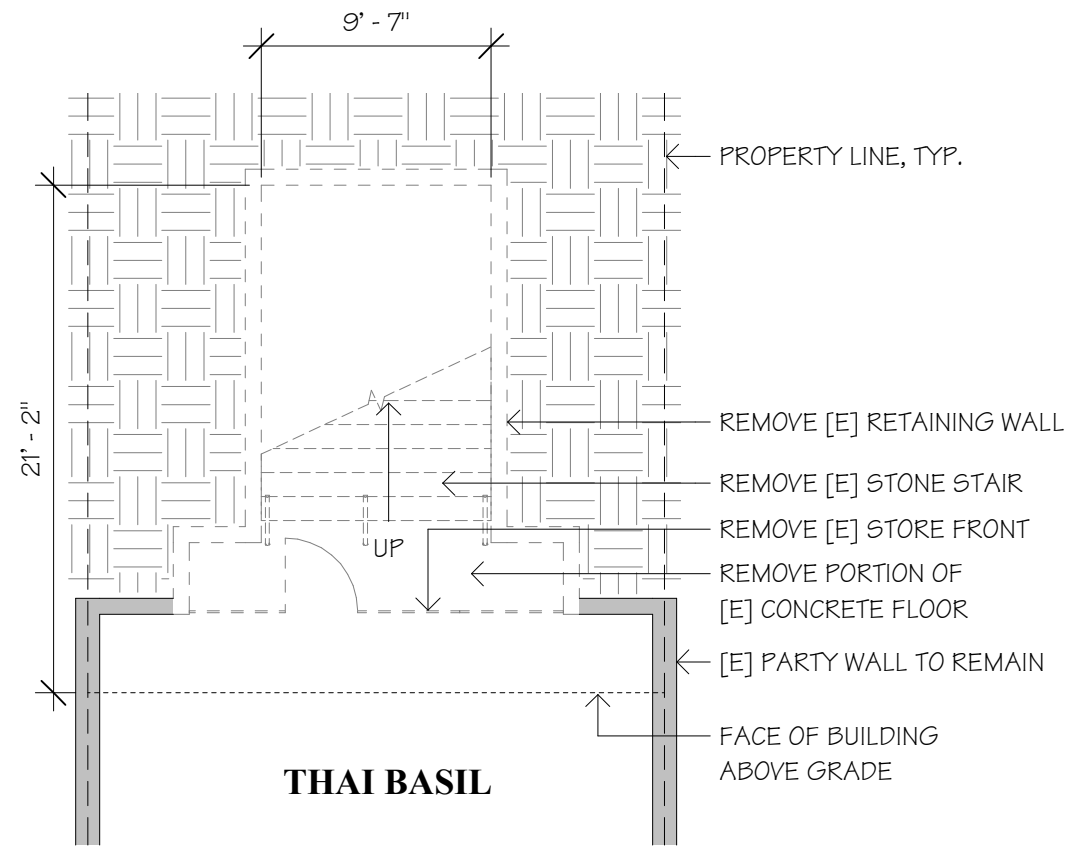 9' - 7"
PROPERTY LINE, TYP.
21' - 2"
REMOVE [E] RETAINING WALL
REMOVE [E] STONE STAIR
REMOVE [E] STORE FRONT
UP
REMOVE PORTION OF
[E] CONCRETE FLOOR
[E] PARTY WALL TO REMAIN
FACE OF BUILDING
ABOVE GRADE
THAI BASIL